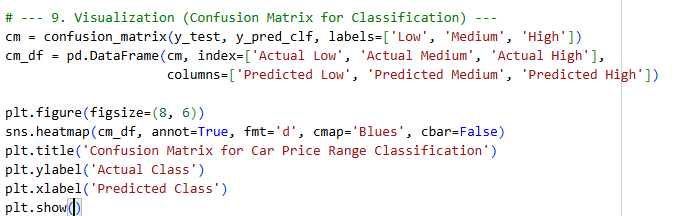 # --- 9. Visualization (Confusion Matrix for Classification) ---
cm = confusion_matrix(y_test, y_pred_clf, labels=['Low', 'Medium', 'High'])
cm_df = pd.DataFrame(cm, index=['Actual Low', 'Actual Medium', 'Actual High'],
                     columns=['Predicted Low', 'Predicted Medium', 'Predicted High'])

plt.figure(figsize=(8, 6))
sns.heatmap(cm_df, annot=True, fmt='d', cmap='Blues', cbar=False)
plt.title('Confusion Matrix for Car Price Range Classification')
plt.ylabel('Actual Class')
plt.xlabel('Predicted Class')
plt.show()